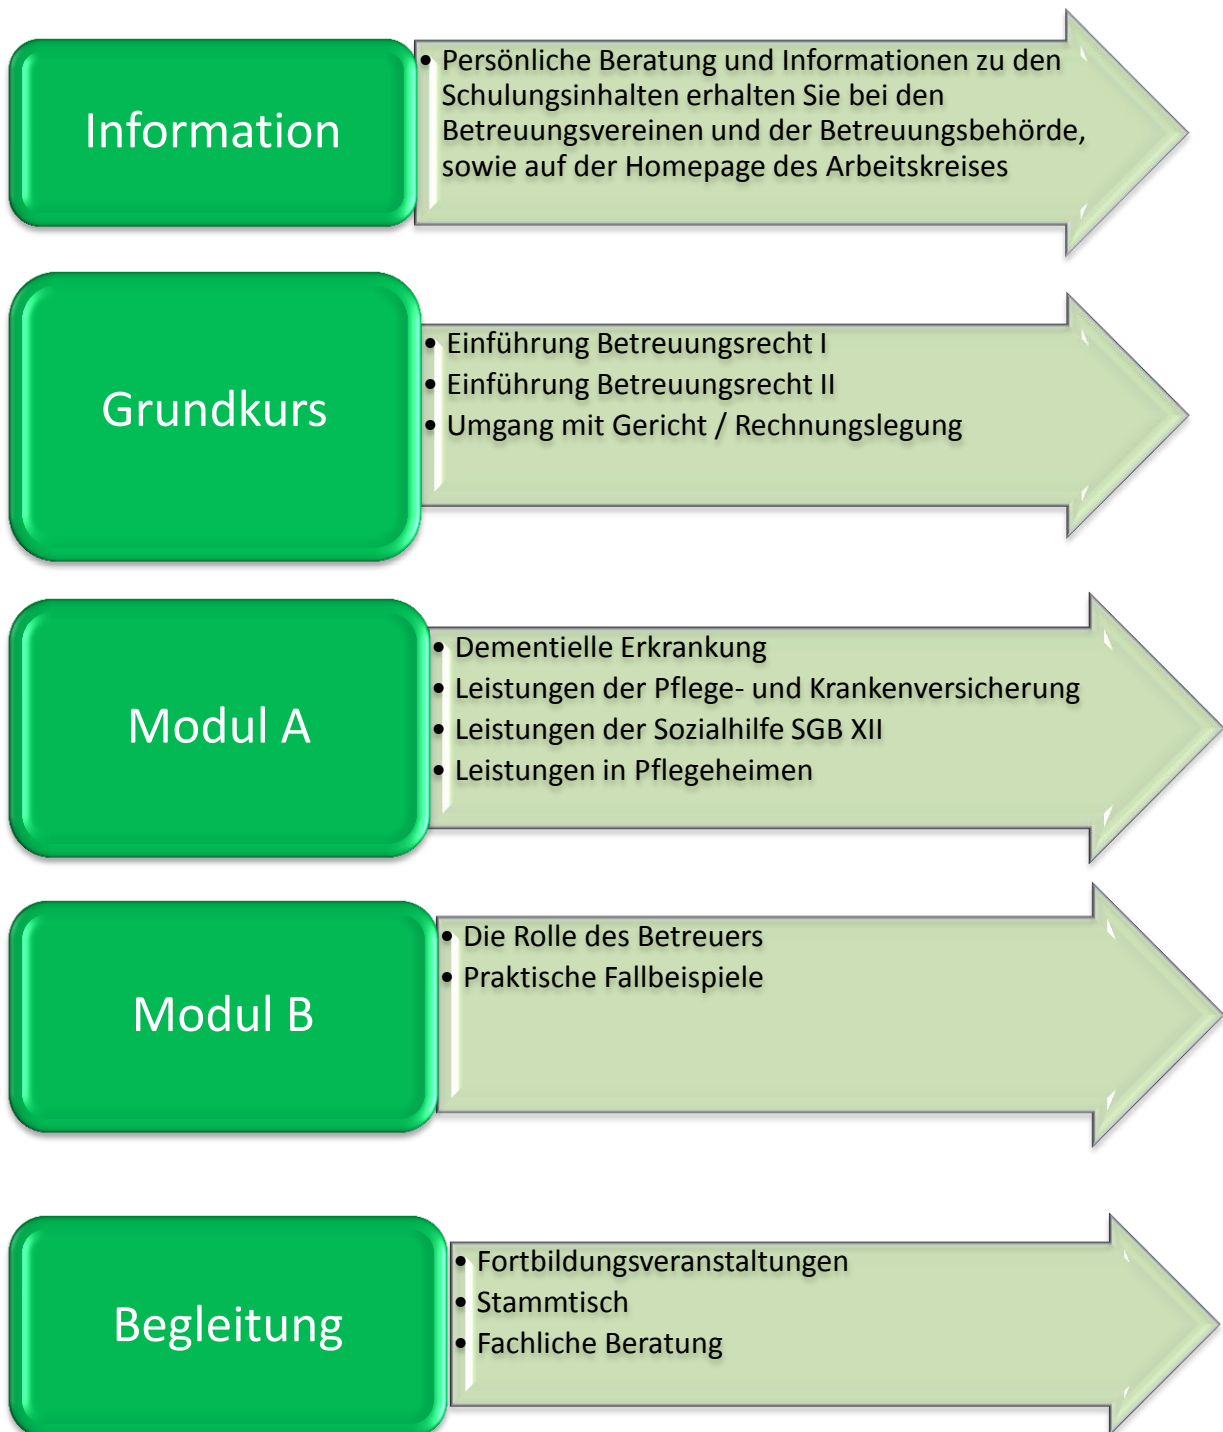 Information
• Persönliche Beratung und Informationen zu den
Schulungsinhalten erhalten Sie bei den
Betreuungsvereinen und der Betreuungsbehörde,
sowie auf der Homepage des Arbeitskreises
Grundkurs
• Einführung Betreuungsrecht I
• Einführung Betreuungsrecht II
• Umgang mit Gericht / Rechnungslegung
Modul A
• Dementielle Erkrankung
• Leistungen der Pflege- und Krankenversicherung
• Leistungen der Sozialhilfe SGB XII
• Leistungen in Pflegeheimen
Modul B
• Die Rolle des Betreuers
• Praktische Fallbeispiele
Begleitung
• Fortbildungsveranstaltungen
• Stammtisch
• Fachliche Beratung